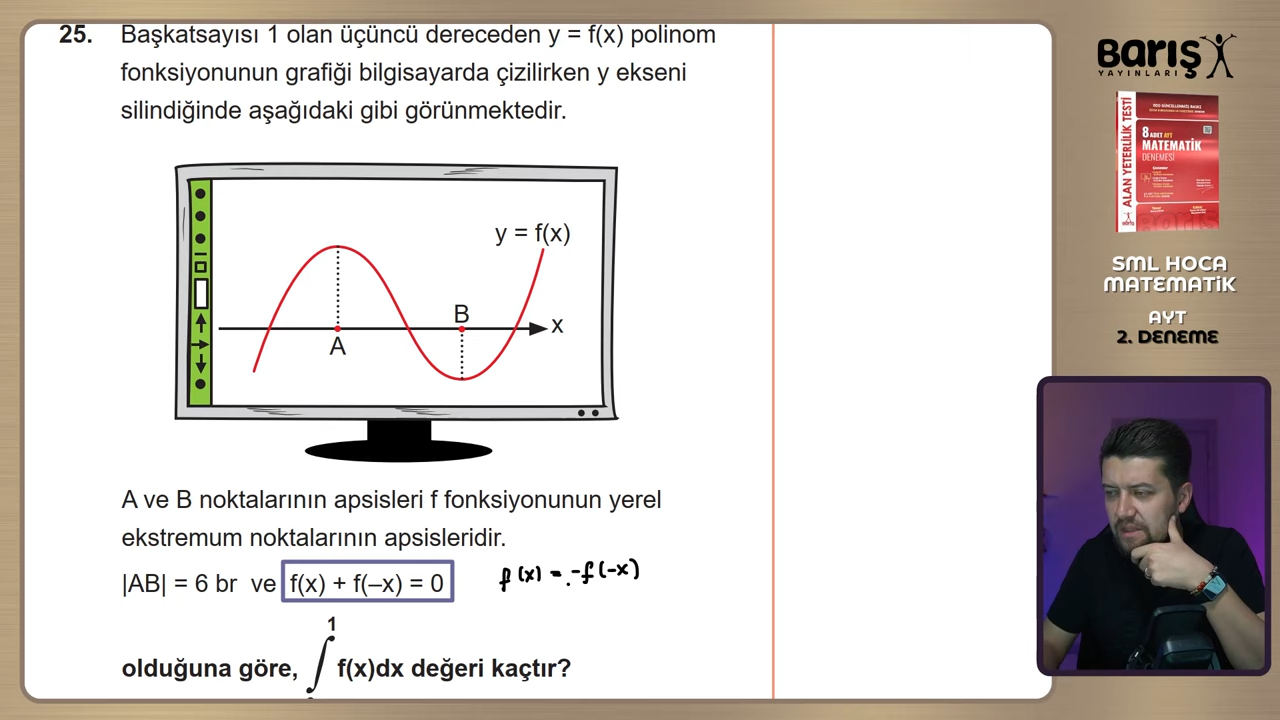 25. Başkatsayısı 1 olan üçüncü dereceden y = f(x) polinom
fonksiyonunun grafiği bilgisayarda çizilirken y ekseni
silindiğinde aşağıdaki gibi görünmektedir.
y = f(x)
B
x
A
A ve B noktalarının apsisleri f fonksiyonunun yerel
ekstremum noktalarının apsisleridir.
|AB| = 6 br ve f(x) + f(–x) = 0
f(x) = -f(-x)
1
olduğuna göre, ∫ f(x)dx değeri kaçtır?
Barış
YAYINLARI
ALAN YETERLİLİK TESTİ
8 ADET AYT
MATEMATİK
DENEMESİ
SML HOCA
MATEMATİK
AYT
2. DENEME